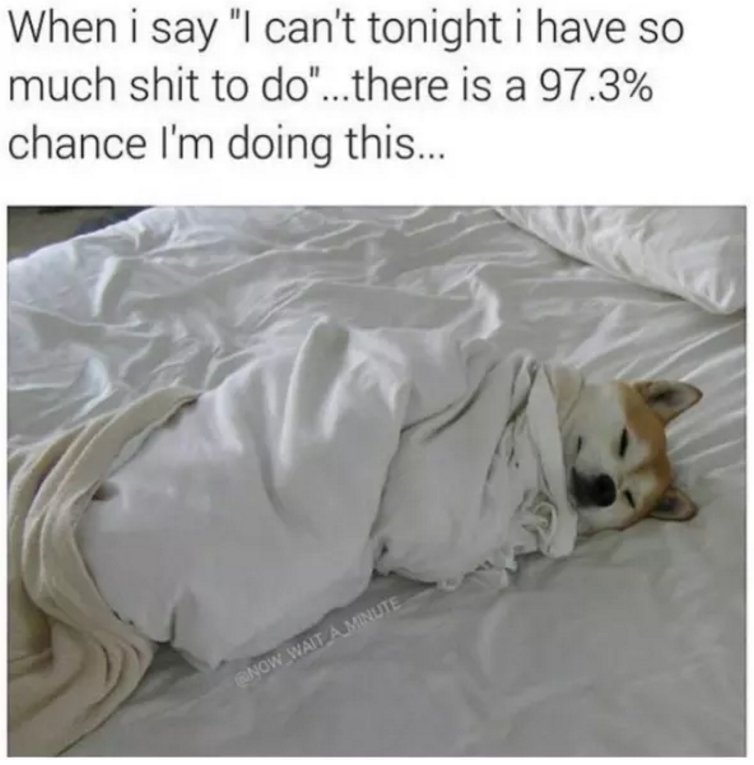 When i say "I can't tonight i have so
much shit to do"...there is a 97.3%
chance I'm doing this...
@NOW_WAIT_A_MINUTE